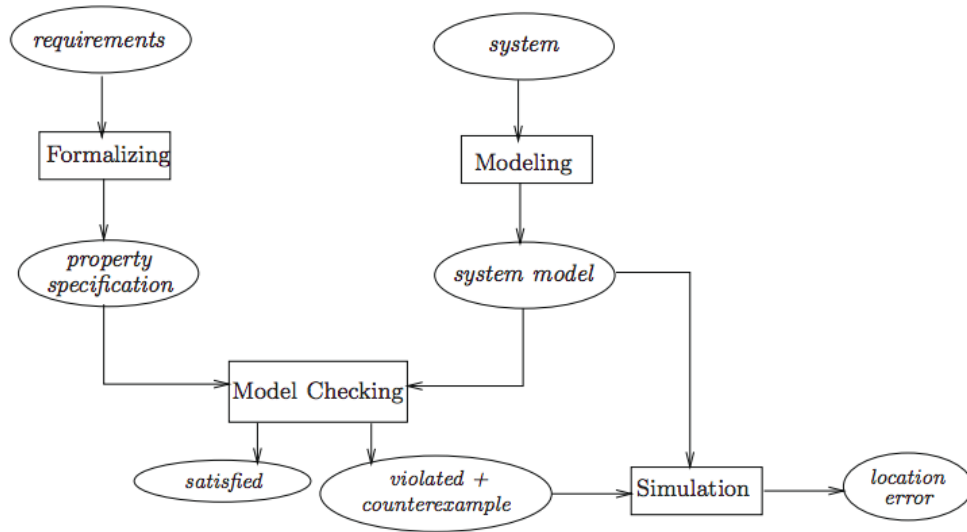 requirements
system
Formalizing
Modeling
property
specification
system model
Model Checking
satisfied
violated +
counterexample
Simulation
location
error